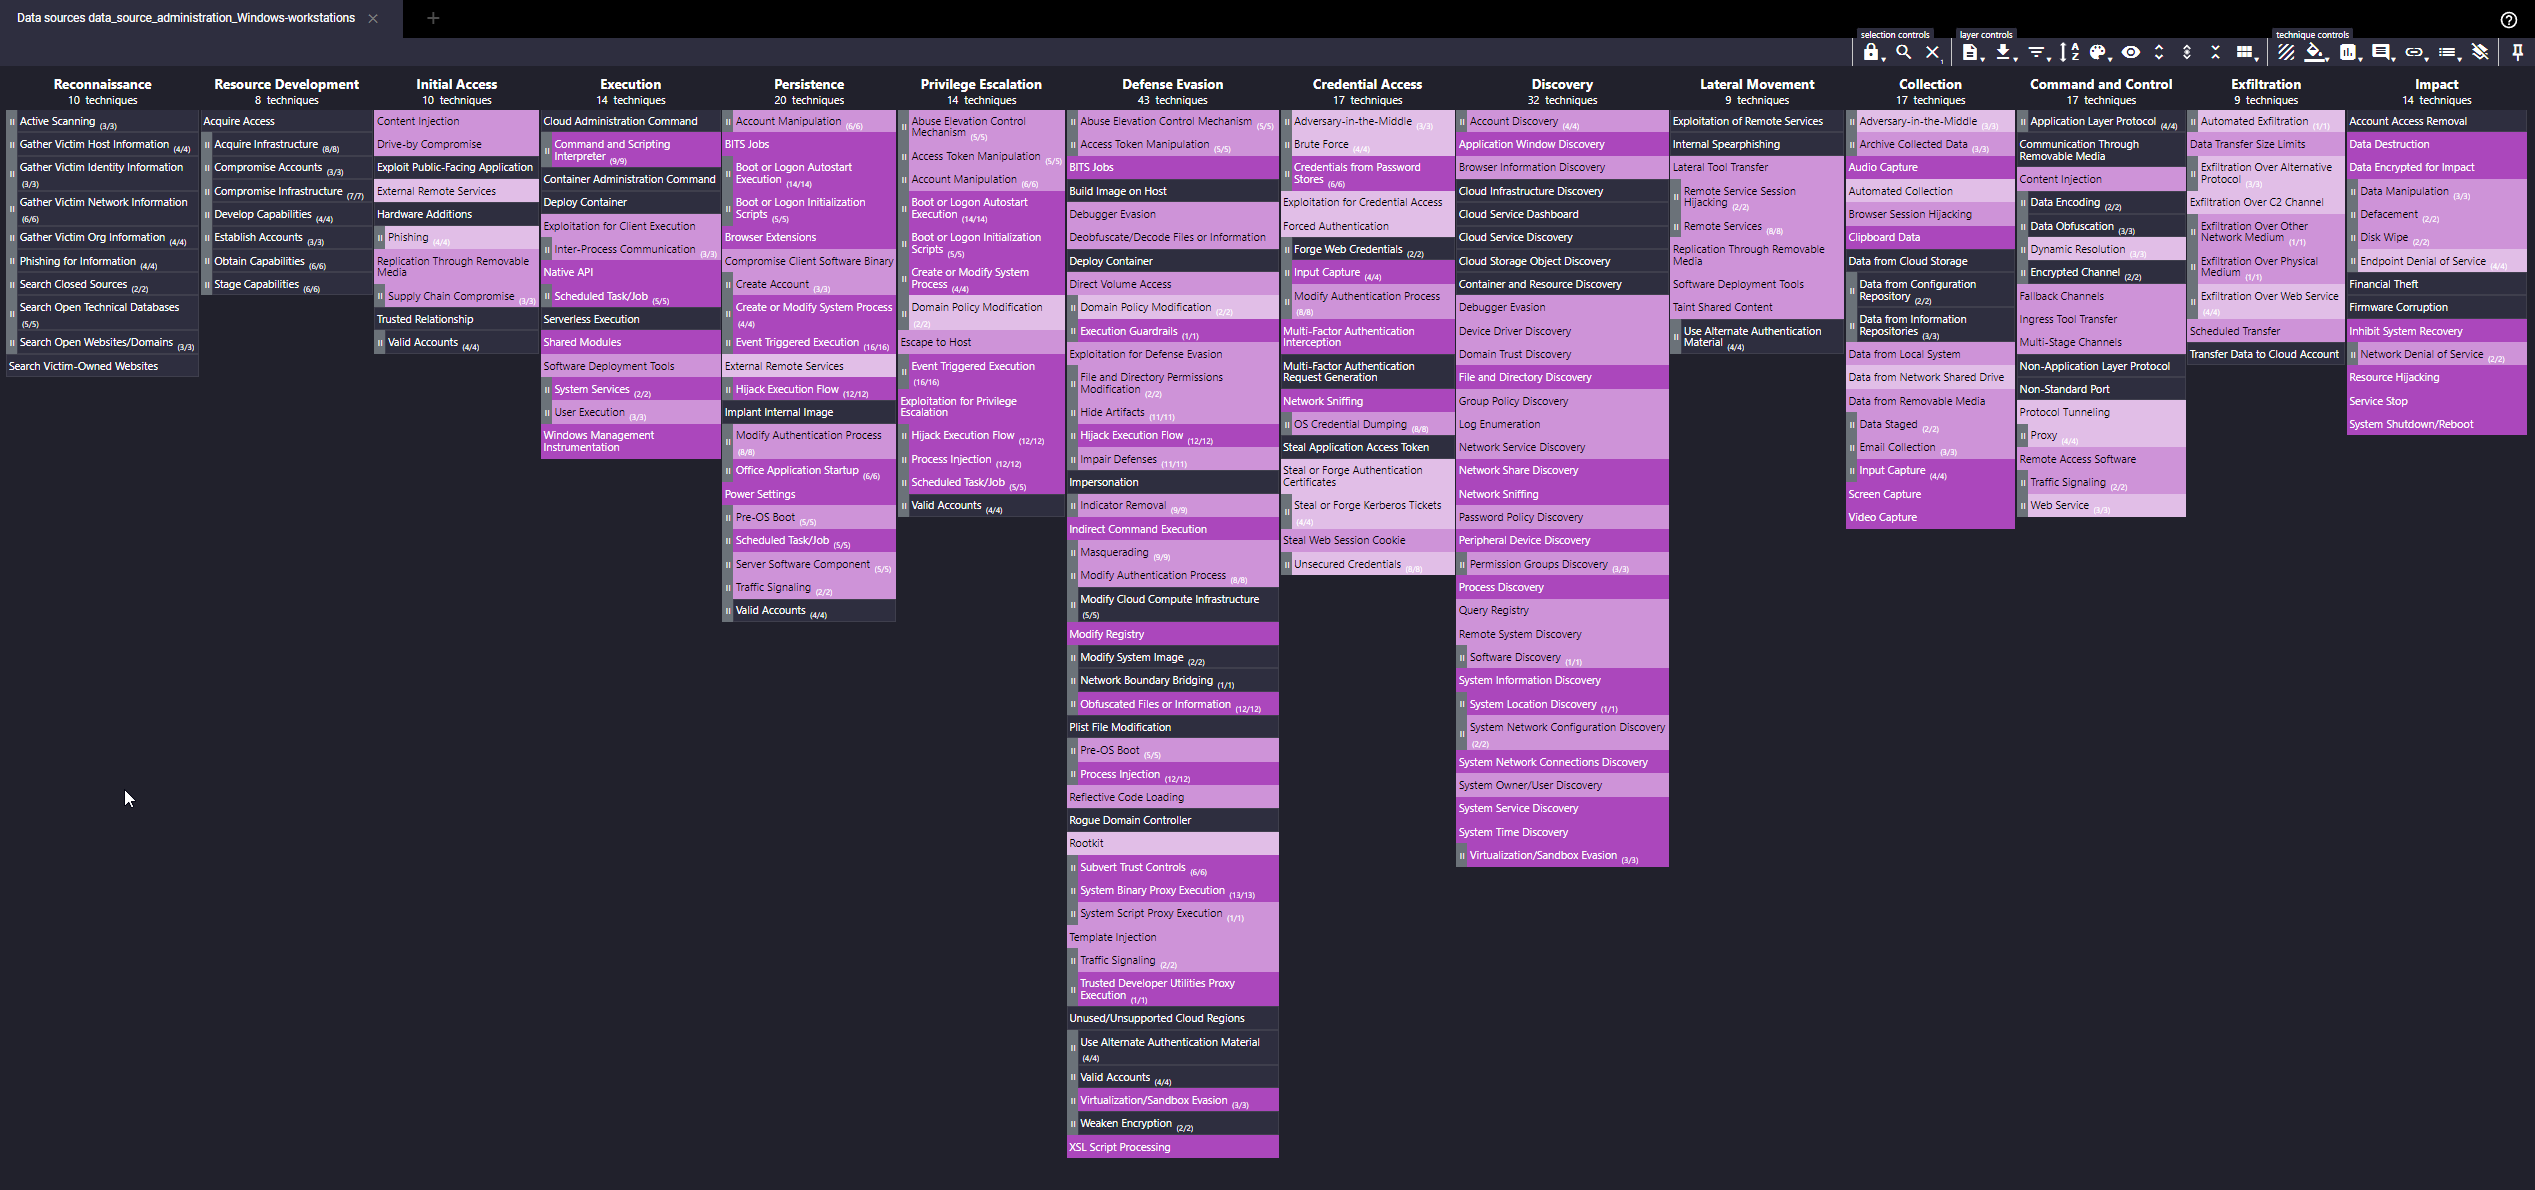 Data sources data_source_administration_Windows-workstations
selection controls
layer controls
technique controls
Reconnaissance
10 techniques
Active Scanning (3/3)
Gather Victim Host Information (4/4)
Gather Victim Identity Information
(3/3)
Gather Victim Network Information
(6/6)
Gather Victim Org Information (4/4)
Phishing for Information (4/4)
Search Closed Sources (2/2)
Search Open Technical Databases
(5/5)
Search Open Websites/Domains (3/3)
Search Victim-Owned Websites
Resource Development
8 techniques
Acquire Access
Acquire Infrastructure (8/8)
Compromise Accounts (3/3)
Compromise Infrastructure (7/7)
Develop Capabilities (4/4)
Establish Accounts (3/3)
Obtain Capabilities (6/6)
Stage Capabilities (6/6)
Initial Access
10 techniques
Content Injection
Drive-by Compromise
Exploit Public-Facing Application
External Remote Services
Hardware Additions
Phishing (4/4)
Replication Through Removable
Media
Supply Chain Compromise (3/3)
Trusted Relationship
Valid Accounts (4/4)
Execution
14 techniques
Cloud Administration Command
Command and Scripting
Interpreter (9/9)
Container Administration Command
Deploy Container
Exploitation for Client Execution
Inter-Process Communication (3/3)
Native API
Scheduled Task/Job (5/5)
Serverless Execution
Shared Modules
Software Deployment Tools
System Services (2/2)
User Execution (3/3)
Windows Management
Instrumentation
Persistence
20 techniques
Account Manipulation (6/6)
BITS Jobs
Boot or Logon Autostart
Execution (14/14)
Boot or Logon Initialization
Scripts (5/5)
Browser Extensions
Compromise Client Software Binary
Create Account (3/3)
Create or Modify System Process
(4/4)
Event Triggered Execution (16/16)
External Remote Services
Hijack Execution Flow (12/12)
Implant Internal Image
Modify Authentication Process
(8/8)
Office Application Startup (6/6)
Power Settings
Pre-OS Boot (5/5)
Scheduled Task/Job (5/5)
Server Software Component (5/5)
Traffic Signaling (2/2)
Valid Accounts (4/4)
Privilege Escalation
14 techniques
Abuse Elevation Control
Mechanism (5/5)
Access Token Manipulation (5/5)
Account Manipulation (6/6)
Boot or Logon Autostart
Execution (14/14)
Boot or Logon Initialization
Scripts (5/5)
Create or Modify System
Process (4/4)
Domain Policy Modification
(2/2)
Escape to Host
Event Triggered Execution
(16/16)
Exploitation for Privilege
Escalation
Hijack Execution Flow (12/12)
Process Injection (12/12)
Scheduled Task/Job (5/5)
Valid Accounts (4/4)
Defense Evasion
43 techniques
Abuse Elevation Control Mechanism (5/5)
Access Token Manipulation (5/5)
BITS Jobs
Build Image on Host
Debugger Evasion
Deobfuscate/Decode Files or Information
Deploy Container
Direct Volume Access
Domain Policy Modification (2/2)
Execution Guardrails (1/1)
Exploitation for Defense Evasion
File and Directory Permissions
Modification (2/2)
Hide Artifacts (11/11)
Hijack Execution Flow (12/12)
Impair Defenses (11/11)
Impersonation
Indicator Removal (9/9)
Indirect Command Execution
Masquerading (9/9)
Modify Authentication Process (8/8)
Modify Cloud Compute Infrastructure
(5/5)
Modify Registry
Modify System Image (2/2)
Network Boundary Bridging (1/1)
Obfuscated Files or Information (12/12)
Plist File Modification
Pre-OS Boot (5/5)
Process Injection (12/12)
Reflective Code Loading
Rogue Domain Controller
Rootkit
Subvert Trust Controls (6/6)
System Binary Proxy Execution (13/13)
System Script Proxy Execution (1/1)
Template Injection
Traffic Signaling (2/2)
Trusted Developer Utilities Proxy
Execution (1/1)
Unused/Unsupported Cloud Regions
Use Alternate Authentication Material
(4/4)
Valid Accounts (4/4)
Virtualization/Sandbox Evasion (3/3)
Weaken Encryption (2/2)
XSL Script Processing
Credential Access
17 techniques
Adversary-in-the-Middle (3/3)
Brute Force (4/4)
Credentials from Password
Stores (6/6)
Exploitation for Credential Access
Forced Authentication
Forge Web Credentials (2/2)
Input Capture (4/4)
Modify Authentication Process
(8/8)
Multi-Factor Authentication
Interception
Multi-Factor Authentication
Request Generation
Network Sniffing
OS Credential Dumping (8/8)
Steal Application Access Token
Steal or Forge Authentication
Certificates
Steal or Forge Kerberos Tickets
(4/4)
Steal Web Session Cookie
Unsecured Credentials (8/8)
Discovery
32 techniques
Account Discovery (4/4)
Application Window Discovery
Browser Information Discovery
Cloud Infrastructure Discovery
Cloud Service Dashboard
Cloud Service Discovery
Cloud Storage Object Discovery
Container and Resource Discovery
Debugger Evasion
Device Driver Discovery
Domain Trust Discovery
File and Directory Discovery
Group Policy Discovery
Log Enumeration
Network Service Discovery
Network Share Discovery
Network Sniffing
Password Policy Discovery
Peripheral Device Discovery
Permission Groups Discovery (3/3)
Process Discovery
Query Registry
Remote System Discovery
Software Discovery (1/1)
System Information Discovery
System Location Discovery (1/1)
System Network Configuration Discovery
(2/2)
System Network Connections Discovery
System Owner/User Discovery
System Service Discovery
System Time Discovery
Virtualization/Sandbox Evasion (3/3)
Lateral Movement
9 techniques
Exploitation of Remote Services
Internal Spearphishing
Lateral Tool Transfer
Remote Service Session
Hijacking (2/2)
Remote Services (8/8)
Replication Through Removable
Media
Software Deployment Tools
Taint Shared Content
Use Alternate Authentication
Material (4/4)
Collection
17 techniques
Adversary-in-the-Middle (3/3)
Archive Collected Data (3/3)
Audio Capture
Automated Collection
Browser Session Hijacking
Clipboard Data
Data from Cloud Storage
Data from Configuration
Repository (2/2)
Data from Information
Repositories (3/3)
Data from Local System
Data from Network Shared Drive
Data from Removable Media
Data Staged (2/2)
Email Collection (3/3)
Input Capture (4/4)
Screen Capture
Video Capture
Command and Control
17 techniques
Application Layer Protocol (4/4)
Communication Through
Removable Media
Content Injection
Data Encoding (2/2)
Data Obfuscation (3/3)
Dynamic Resolution (3/3)
Encrypted Channel (2/2)
Fallback Channels
Ingress Tool Transfer
Multi-Stage Channels
Non-Application Layer Protocol
Non-Standard Port
Protocol Tunneling
Proxy (4/4)
Remote Access Software
Traffic Signaling (2/2)
Web Service (3/3)
Exfiltration
9 techniques
Automated Exfiltration (1/1)
Data Transfer Size Limits
Exfiltration Over Alternative
Protocol (3/3)
Exfiltration Over C2 Channel
Exfiltration Over Other
Network Medium (1/1)
Exfiltration Over Physical
Medium (1/1)
Exfiltration Over Web Service
(4/4)
Scheduled Transfer
Transfer Data to Cloud Account
Impact
14 techniques
Account Access Removal
Data Destruction
Data Encrypted for Impact
Data Manipulation (3/3)
Defacement (2/2)
Disk Wipe (2/2)
Endpoint Denial of Service (4/4)
Financial Theft
Firmware Corruption
Inhibit System Recovery
Network Denial of Service (2/2)
Resource Hijacking
Service Stop
System Shutdown/Reboot